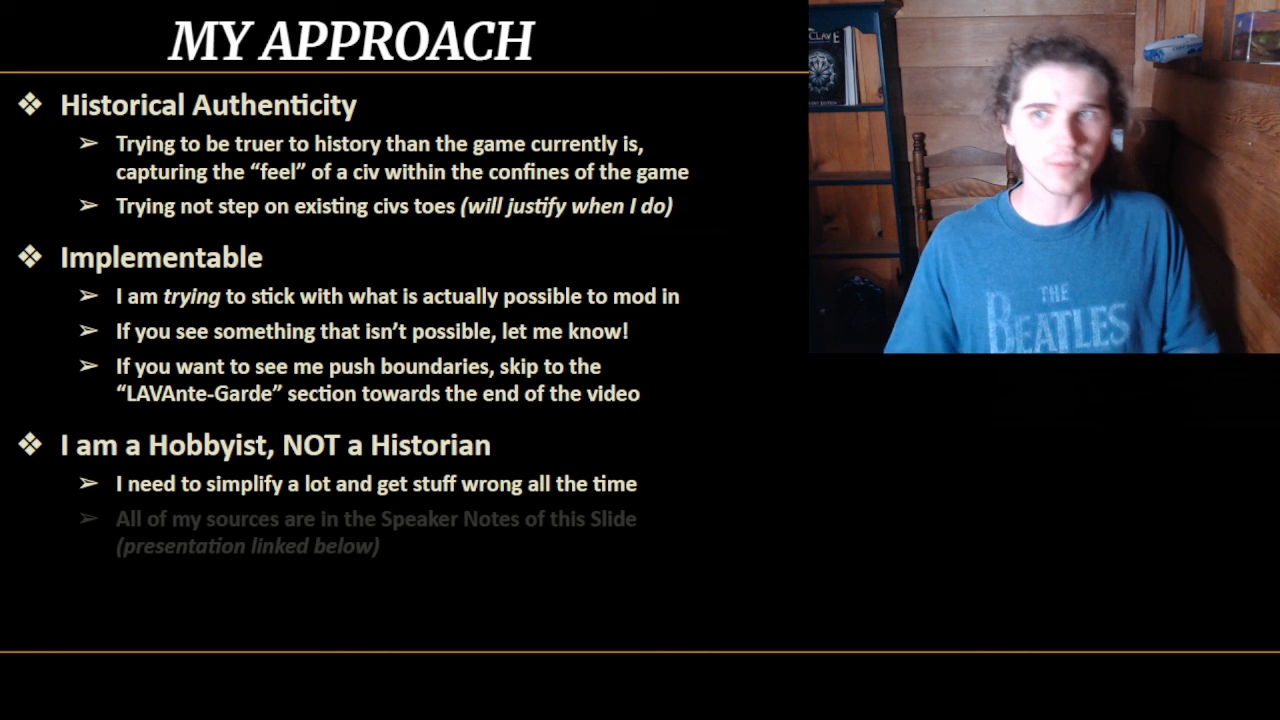 MY APPROACH
❖ Historical Authenticity
➢ Trying to be truer to history than the game currently is,
capturing the “feel” of a civ within the confines of the game
➢ Trying not step on existing civs toes (will justify when I do)
❖ Implementable
➢ I am trying to stick with what is actually possible to mod in
➢ If you see something that isn’t possible, let me know!
➢ If you want to see me push boundaries, skip to the
“LAVAnte-Garde” section towards the end of the video
❖ I am a Hobbyist, NOT a Historian
➢ I need to simplify a lot and get stuff wrong all the time
➢ All of my sources are in the Speaker Notes of this Slide
(presentation linked below)
THE
BEATLES